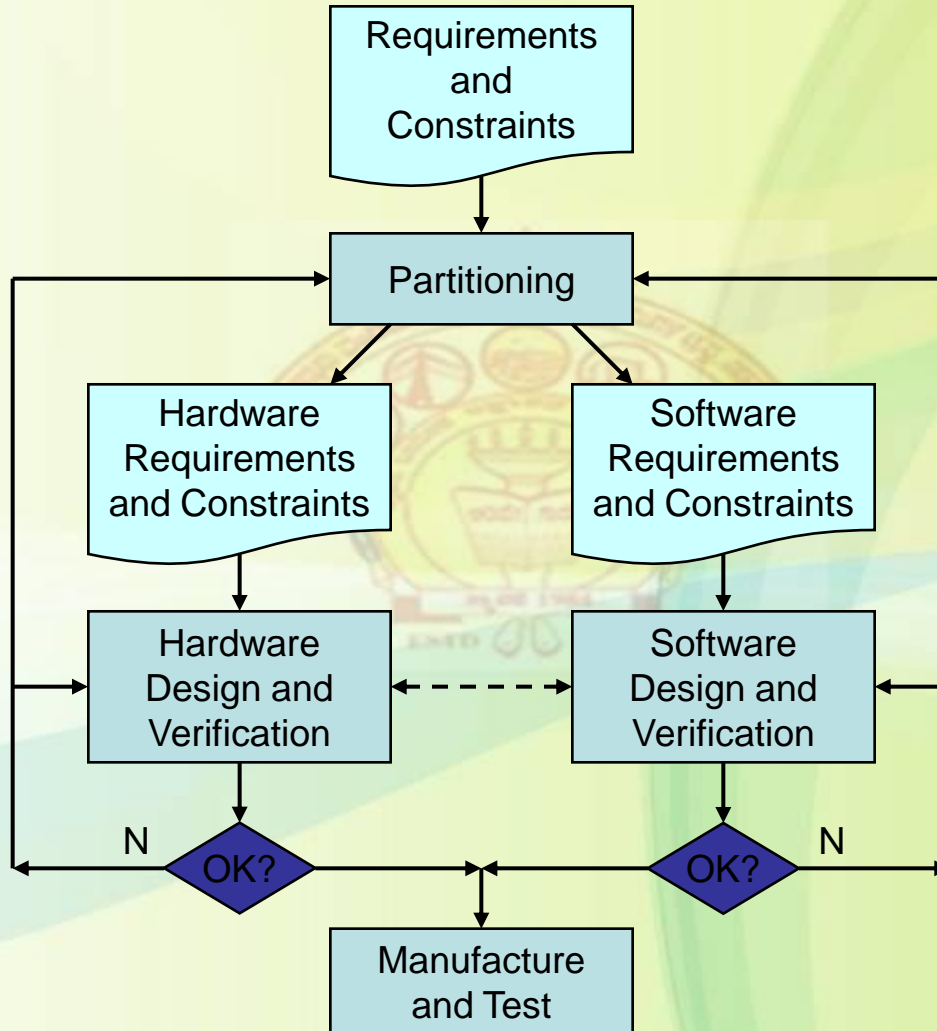 Requirements
and
Constraints
Partitioning
Hardware
Requirements
and Constraints
Software
Requirements
and Constraints
Hardware
Design and
Verification
Software
Design and
Verification
N
OK?
OK?
N
Manufacture
and Test